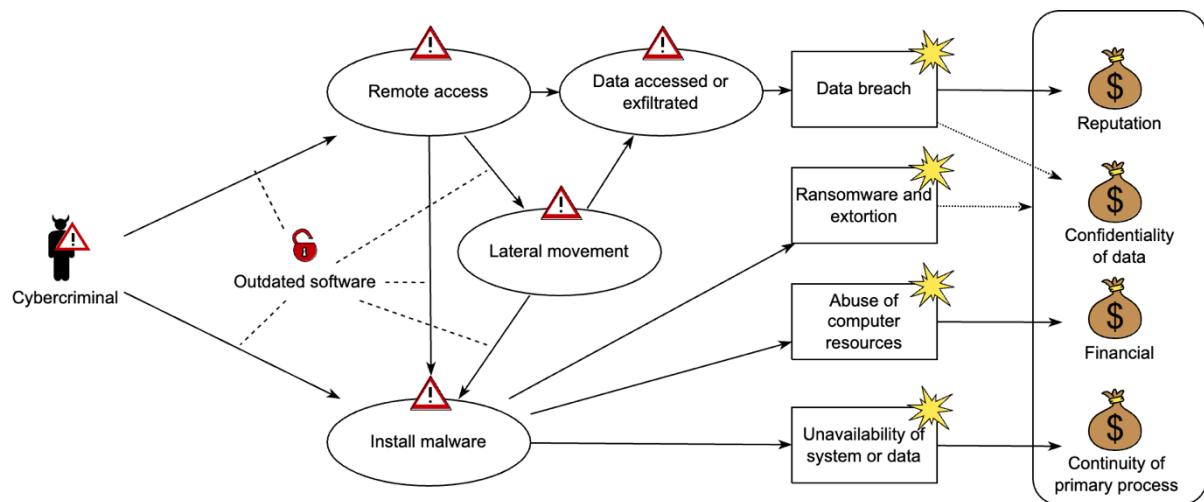 Remote access
Data accessed or
exfiltrated
Data breach
Reputation
Ransomware and
extortion
Lateral movement
Confidentiality
of data
Cybercriminal
Outdated software
Abuse of
computer
resources
Financial
Install malware
Unavailability of
system or data
Continuity of
primary process